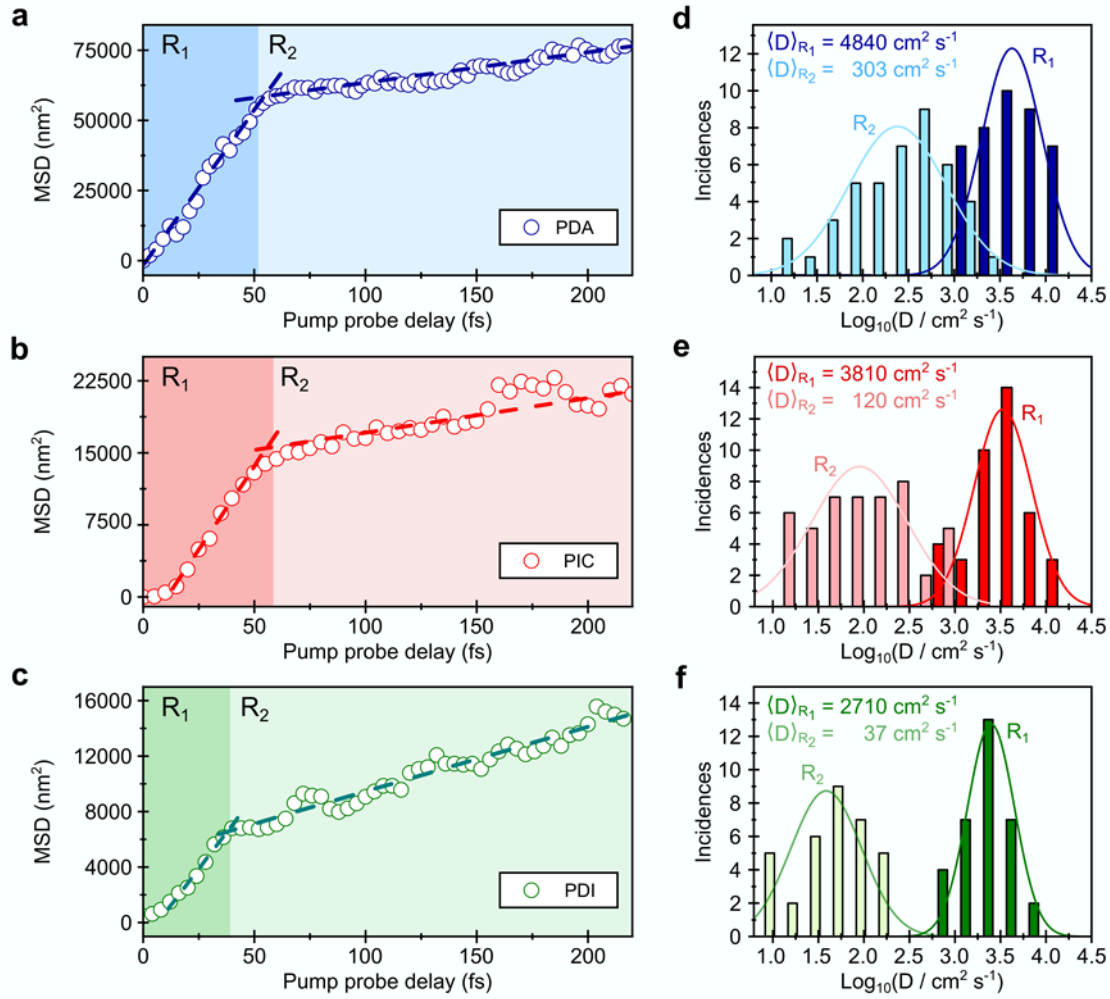 a
R₁
R₂
MSD (nm²)
75000
50000
25000
0
PDA
0
50
100
150
200
Pump probe delay (fs)
b
R₁
R₂
MSD (nm²)
22500
15000
7500
0
PIC
0
50
100
150
200
Pump probe delay (fs)
c
R₁
R₂
MSD (nm²)
16000
12000
8000
4000
0
PDI
0
50
100
150
200
Pump probe delay (fs)
d
⟨D⟩R₁ = 4840 cm² s⁻¹
⟨D⟩R₂ = 303 cm² s⁻¹
R₁
R₂
Incidences
12
10
8
6
4
2
0
1.0 1.5 2.0 2.5 3.0 3.5 4.0 4.5
Log₁₀(D / cm² s⁻¹)
e
⟨D⟩R₁ = 3810 cm² s⁻¹
⟨D⟩R₂ = 120 cm² s⁻¹
R₁
R₂
Incidences
14
12
10
8
6
4
2
0
1.0 1.5 2.0 2.5 3.0 3.5 4.0 4.5
Log₁₀(D / cm² s⁻¹)
f
⟨D⟩R₁ = 2710 cm² s⁻¹
⟨D⟩R₂ = 37 cm² s⁻¹
R₁
R₂
Incidences
14
12
10
8
6
4
2
0
1.0 1.5 2.0 2.5 3.0 3.5 4.0 4.5
Log₁₀(D / cm² s⁻¹)